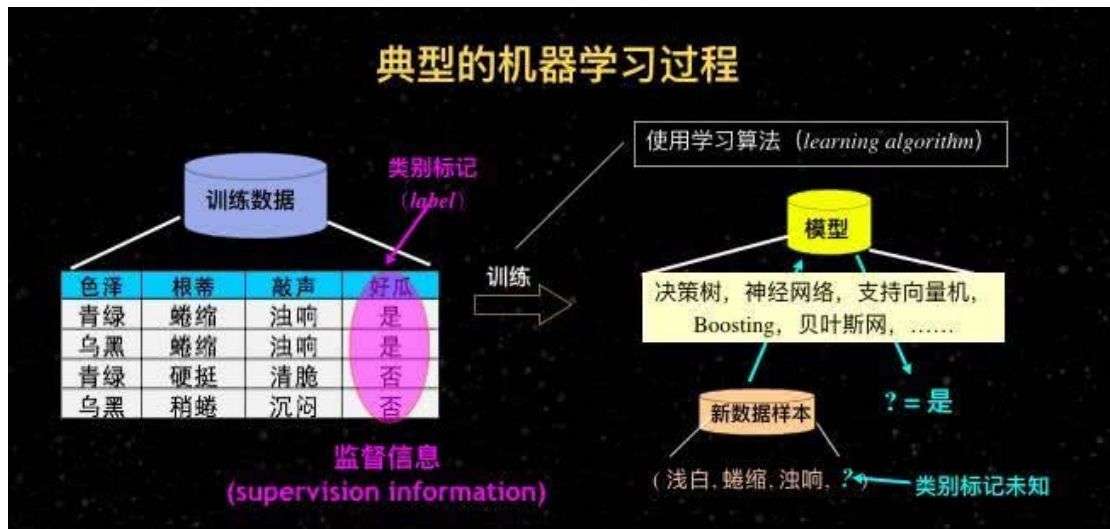 典型的机器学习过程
使用学习算法（learning algorithm）
类别标记
（label）
训练数据
模型
训练
色泽 根蒂 敲声 好瓜
青绿 蜷缩 浊响 是
乌黑 蜷缩 浊响 是
青绿 硬挺 清脆 否
乌黑 稍蜷 沉闷 否
决策树，神经网络，支持向量机，
Boosting，贝叶斯网，……
新数据样本
? = 是
监督信息
(supervision information)
(浅白, 蜷缩, 浊响, ?)
类别标记未知